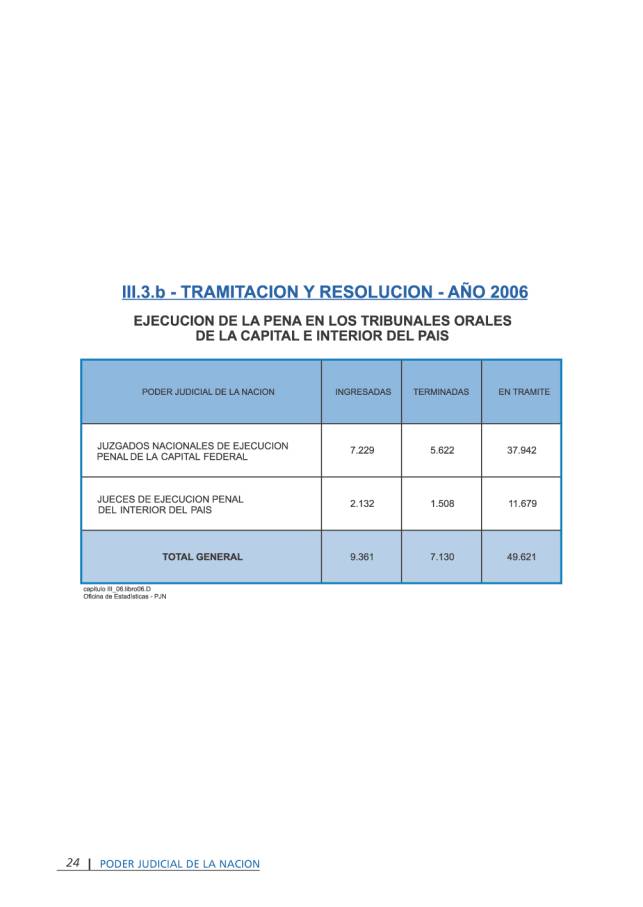 III.3.b - TRAMITACION Y RESOLUCION - AÑO 2006
EJECUCION DE LA PENA EN LOS TRIBUNALES ORALES
DE LA CAPITAL E INTERIOR DEL PAIS
PODER JUDICIAL DE LA NACION INGRESADAS TERMINADAS EN TRAMITE
JUZGADOS NACIONALES DE EJECUCION
PENAL DE LA CAPITAL FEDERAL
7.229 5.622 37.942
JUECES DE EJECUCION PENAL
DEL INTERIOR DEL PAIS
2.132 1.508 11.679
TOTAL GENERAL 9.361 7.130 49.621
capítulo III_06.libro06.D
Oficina de Estadísticas - PJN
24 | PODER JUDICIAL DE LA NACION